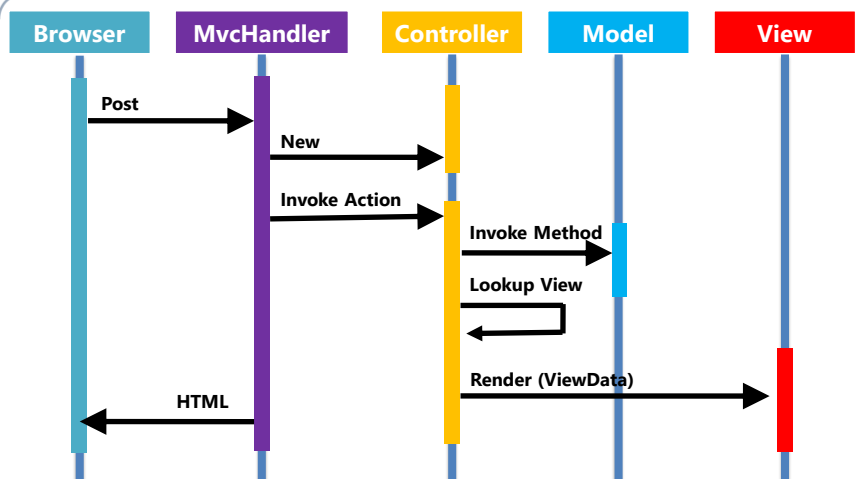 Browser
MvcHandler
Controller
Model
View
Post
New
Invoke Action
Invoke Method
Lookup View
Render (ViewData)
HTML